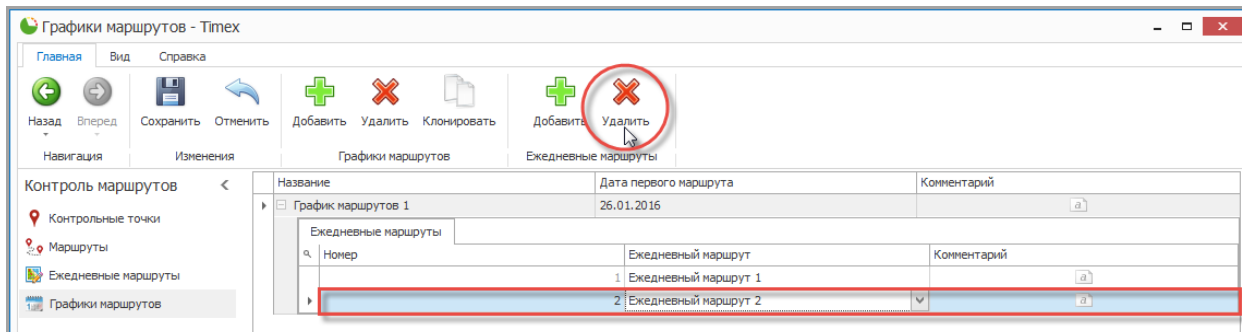 Графики маршрутов - Timex
Главная Вид Справка
Назад Вперед Сохранить Отменить Добавить Удалить Клонировать Добавить Удалить
Навигация Изменения Графики маршрутов Ежедневные маршруты
Контроль маршрутов
Контрольные точки
Маршруты
Ежедневные маршруты
Графики маршрутов
Название Дата первого маршрута Комментарий
График маршрутов 1 26.01.2016 a
Ежедневные маршруты
Номер Ежедневный маршрут Комментарий
1 Ежедневный маршрут 1 a
2 Ежедневный маршрут 2 a